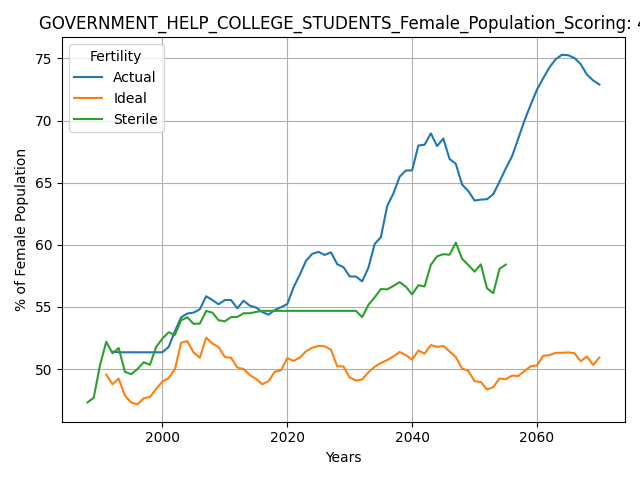 GOVERNMENT_HELP_COLLEGE_STUDENTS_Female_Population_Scoring: 4
Fertility
Actual
Ideal
Sterile
% of Female Population
75
70
65
60
55
50
2000
2020
2040
2060
Years